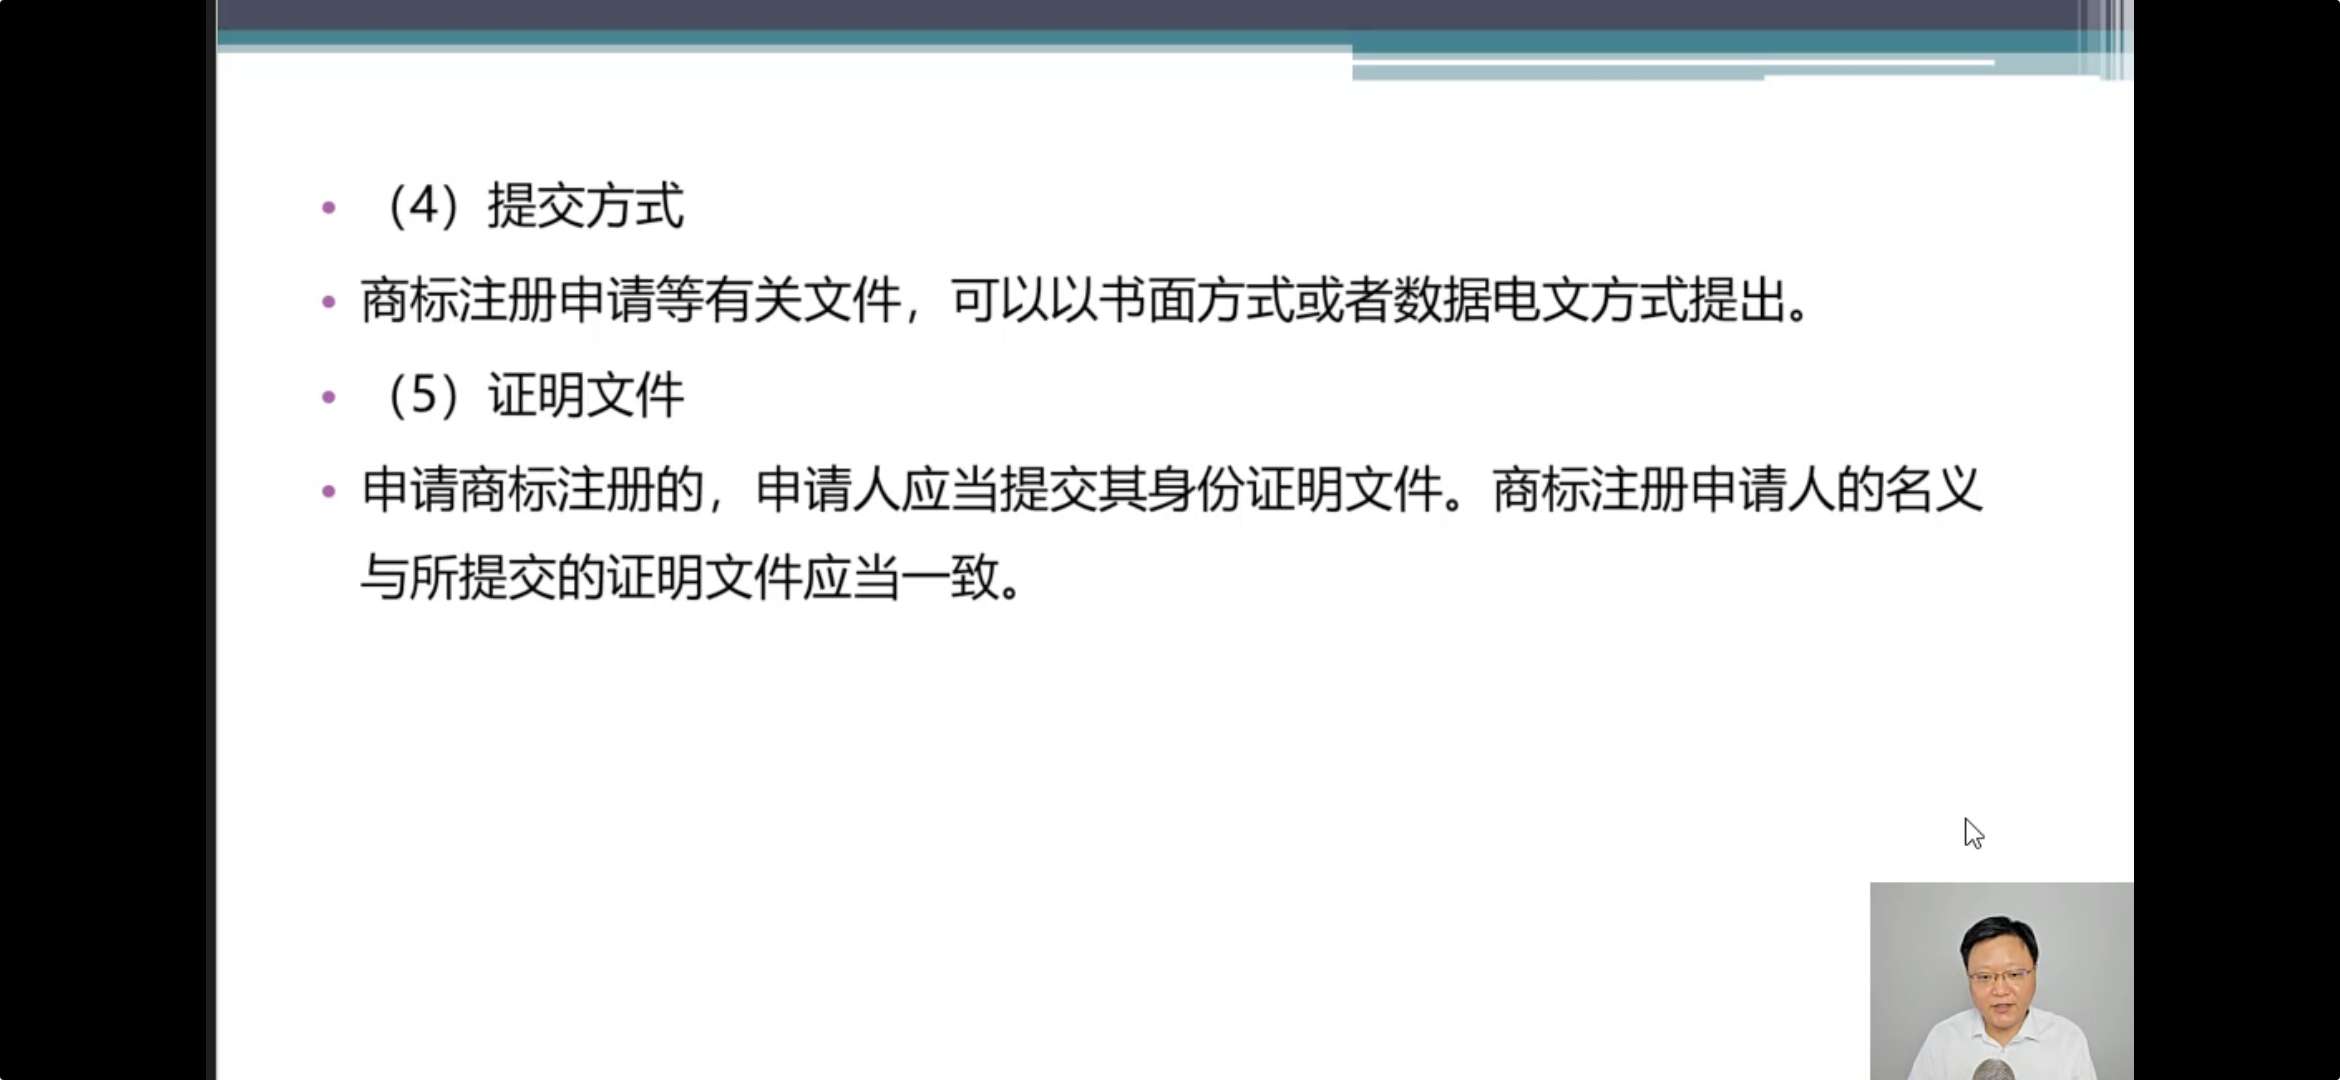 （4）提交方式
商标注册申请等有关文件，可以以书面方式或者数据电文方式提出。
（5）证明文件
申请商标注册的，申请人应当提交其身份证明文件。商标注册申请人的名义
与所提交的证明文件应当一致。